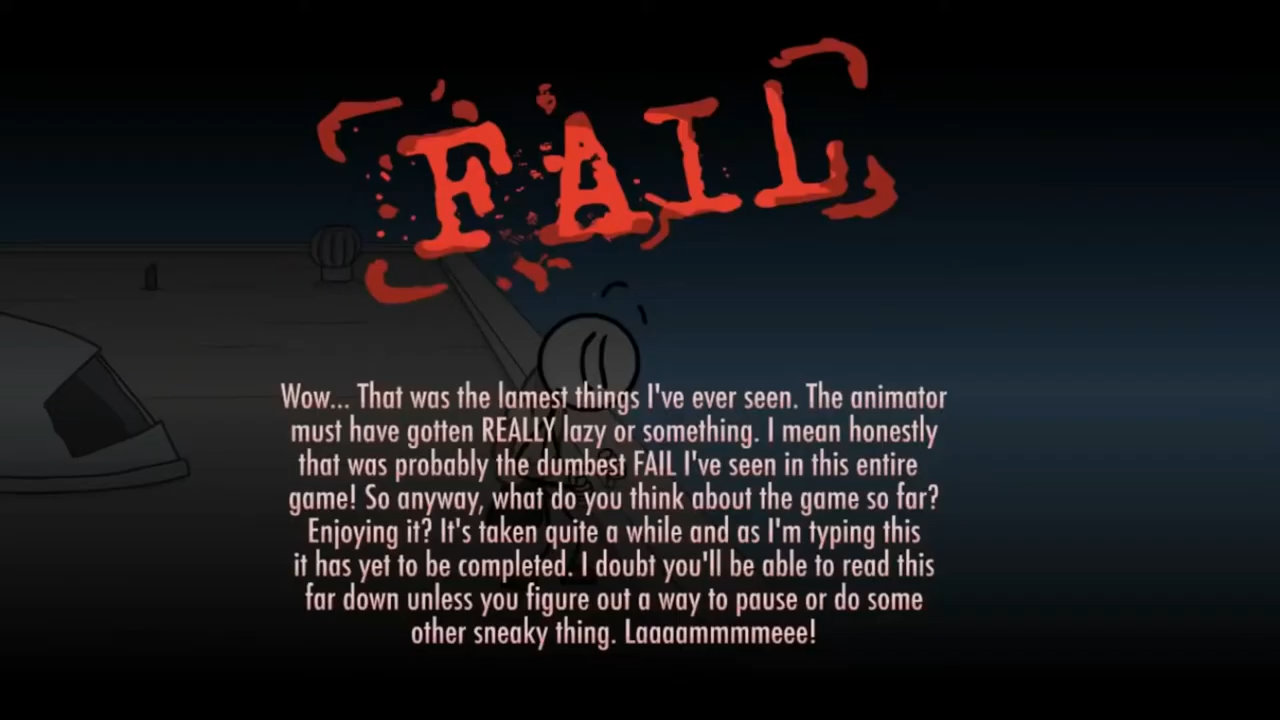 FAIL
Wow... That was the lamest things I've ever seen. The animator
must have gotten REALLY lazy or something. I mean honestly
that was probably the dumbest FAIL I've seen in this entire
game! So anyway, what do you think about the game so far?
Enjoying it? It's taken quite a while and as I'm typing this
it has yet to be completed. I doubt you'll be able to read this
far down unless you figure out a way to pause or do some
other sneaky thing. Laaaammmmeee!